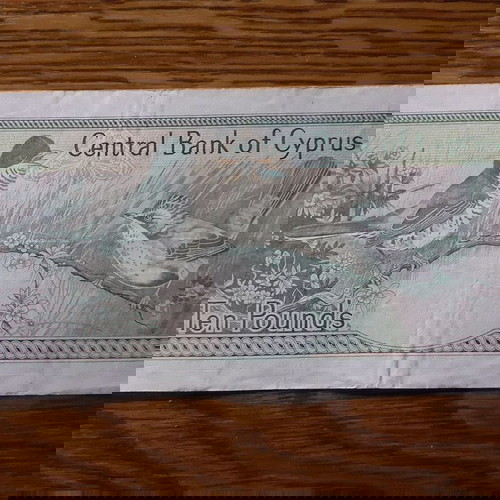 Central Bank of Cyprus
Ten Pounds